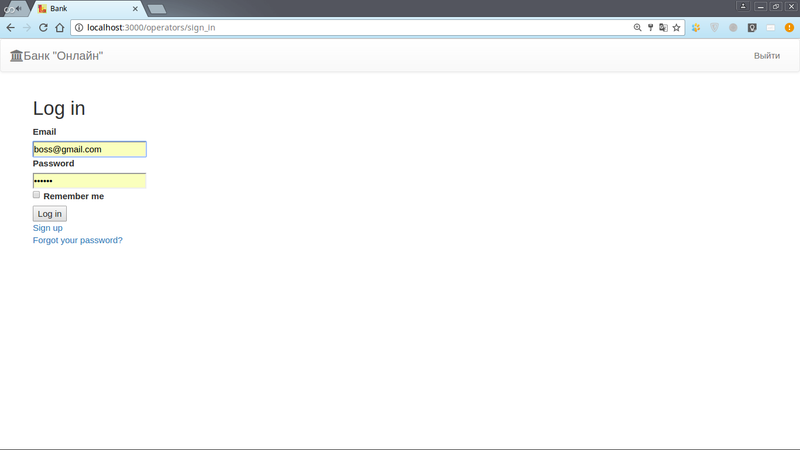 Bank
localhost:3000/operators/sign_in
Банк "Онлайн"
Выйти
Log in
Email
boss@gmail.com
Password
••••••
Remember me
Log in
Sign up
Forgot your password?